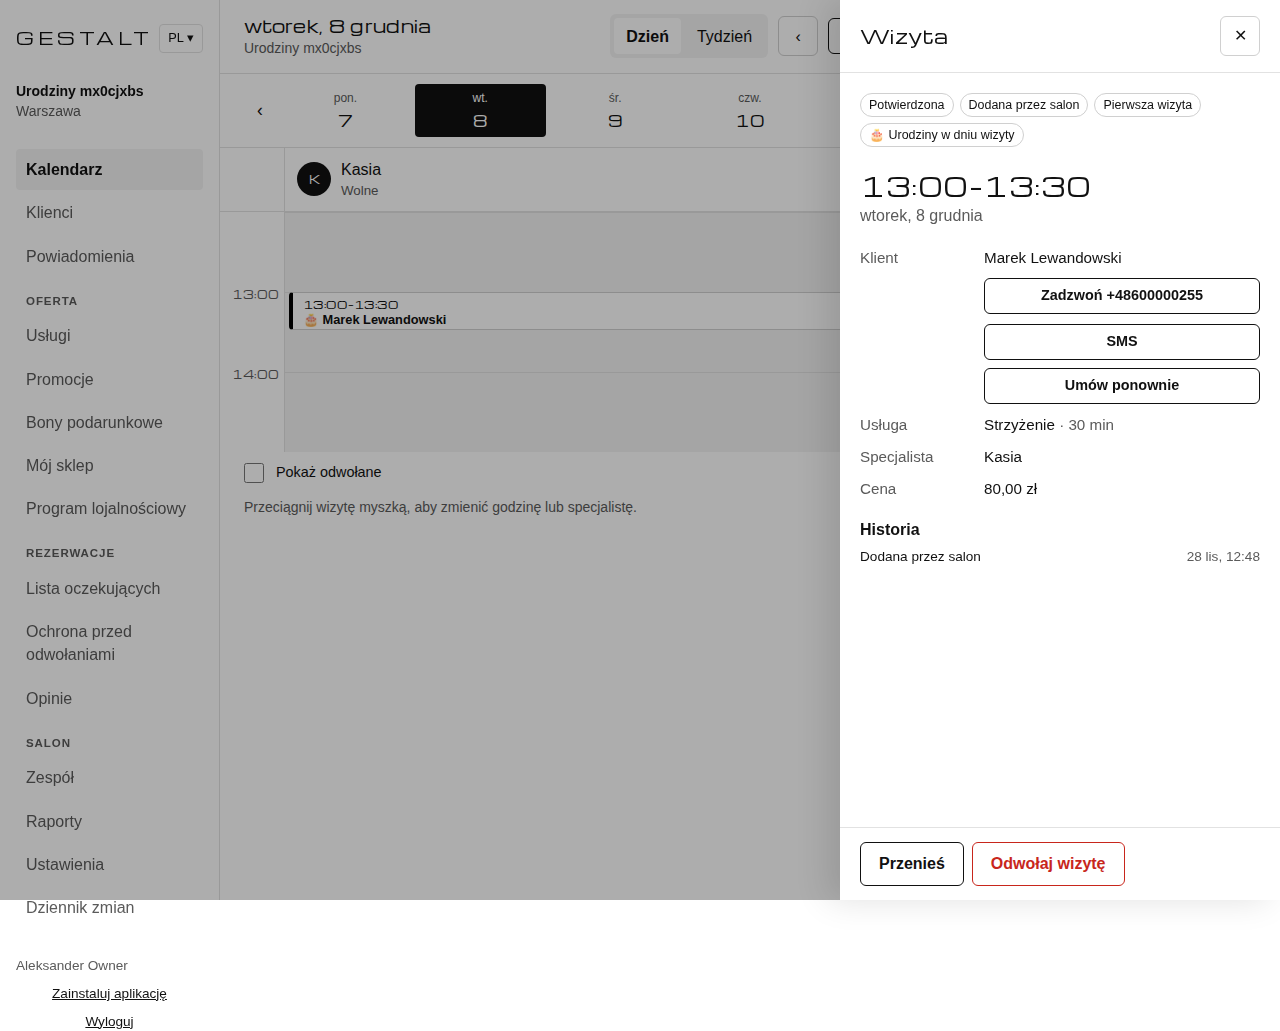 GESTALT
PL ▾
Urodziny mx0cjxbs
Warszawa
Kalendarz
Klienci
Powiadomienia
OFERTA
Usługi
Promocje
Bony podarunkowe
Mój sklep
Program lojalnościowy
REZERWACJE
Lista oczekujących
Ochrona przed
odwołaniami
Opinie
SALON
Zespół
Raporty
Ustawienia
Dziennik zmian
Aleksander Owner
Zainstaluj aplikację
Wyloguj
wtorek, 8 grudnia
Urodziny mx0cjxbs
Dzień
Tydzień
‹
‹
pon.
7
wt.
8
śr.
9
czw.
10
K
Kasia
Wolne
13:00
13:00-13:30
🎂 Marek Lewandowski
14:00
Pokaż odwołane
Przeciągnij wizytę myszką, aby zmienić godzinę lub specjalistę.
Wizyta
✕
Potwierdzona
Dodana przez salon
Pierwsza wizyta
🎂 Urodziny w dniu wizyty
13:00-13:30
wtorek, 8 grudnia
Klient
Marek Lewandowski
Zadzwoń +48600000255
SMS
Umów ponownie
Usługa
Strzyżenie · 30 min
Specjalista
Kasia
Cena
80,00 zł
Historia
Dodana przez salon
28 lis, 12:48
Przenieś
Odwołaj wizytę